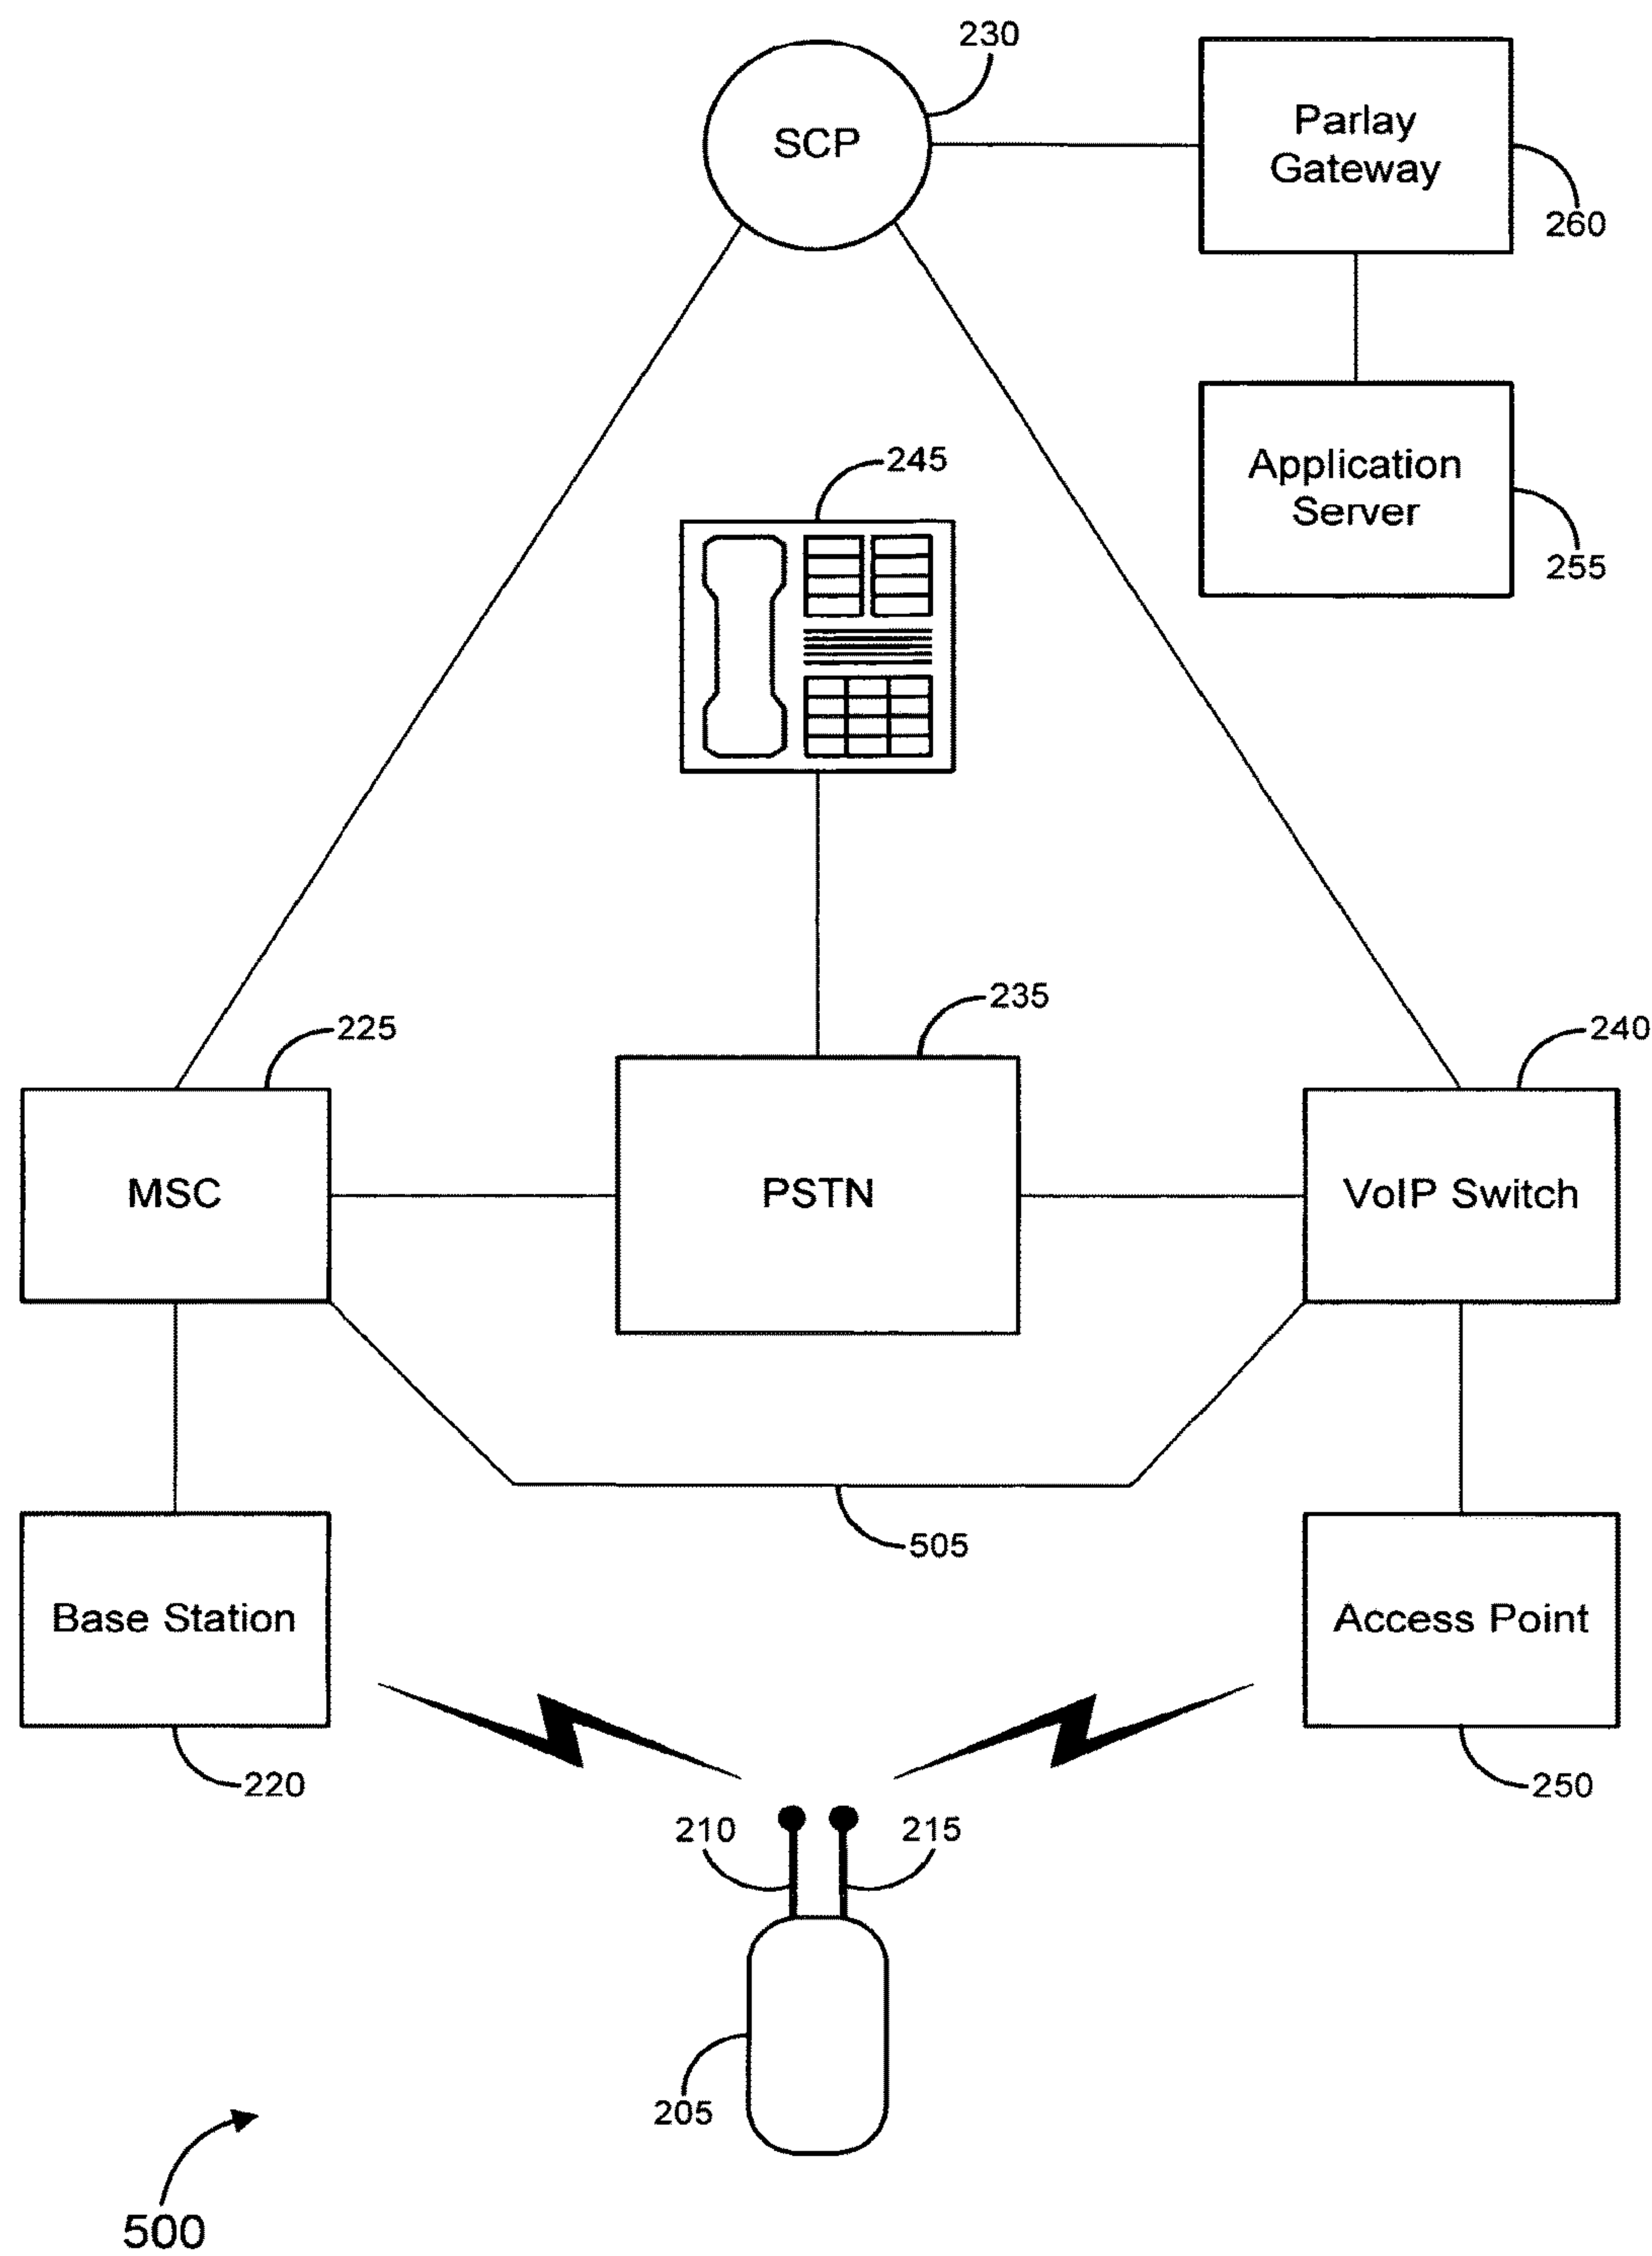 230
SCP
Parlay
Gateway
260
245
Application
Server
255
235
225
240
MSC
PSTN
VoIP Switch
505
Base Station
Access Point
220
250
210
215
205
500